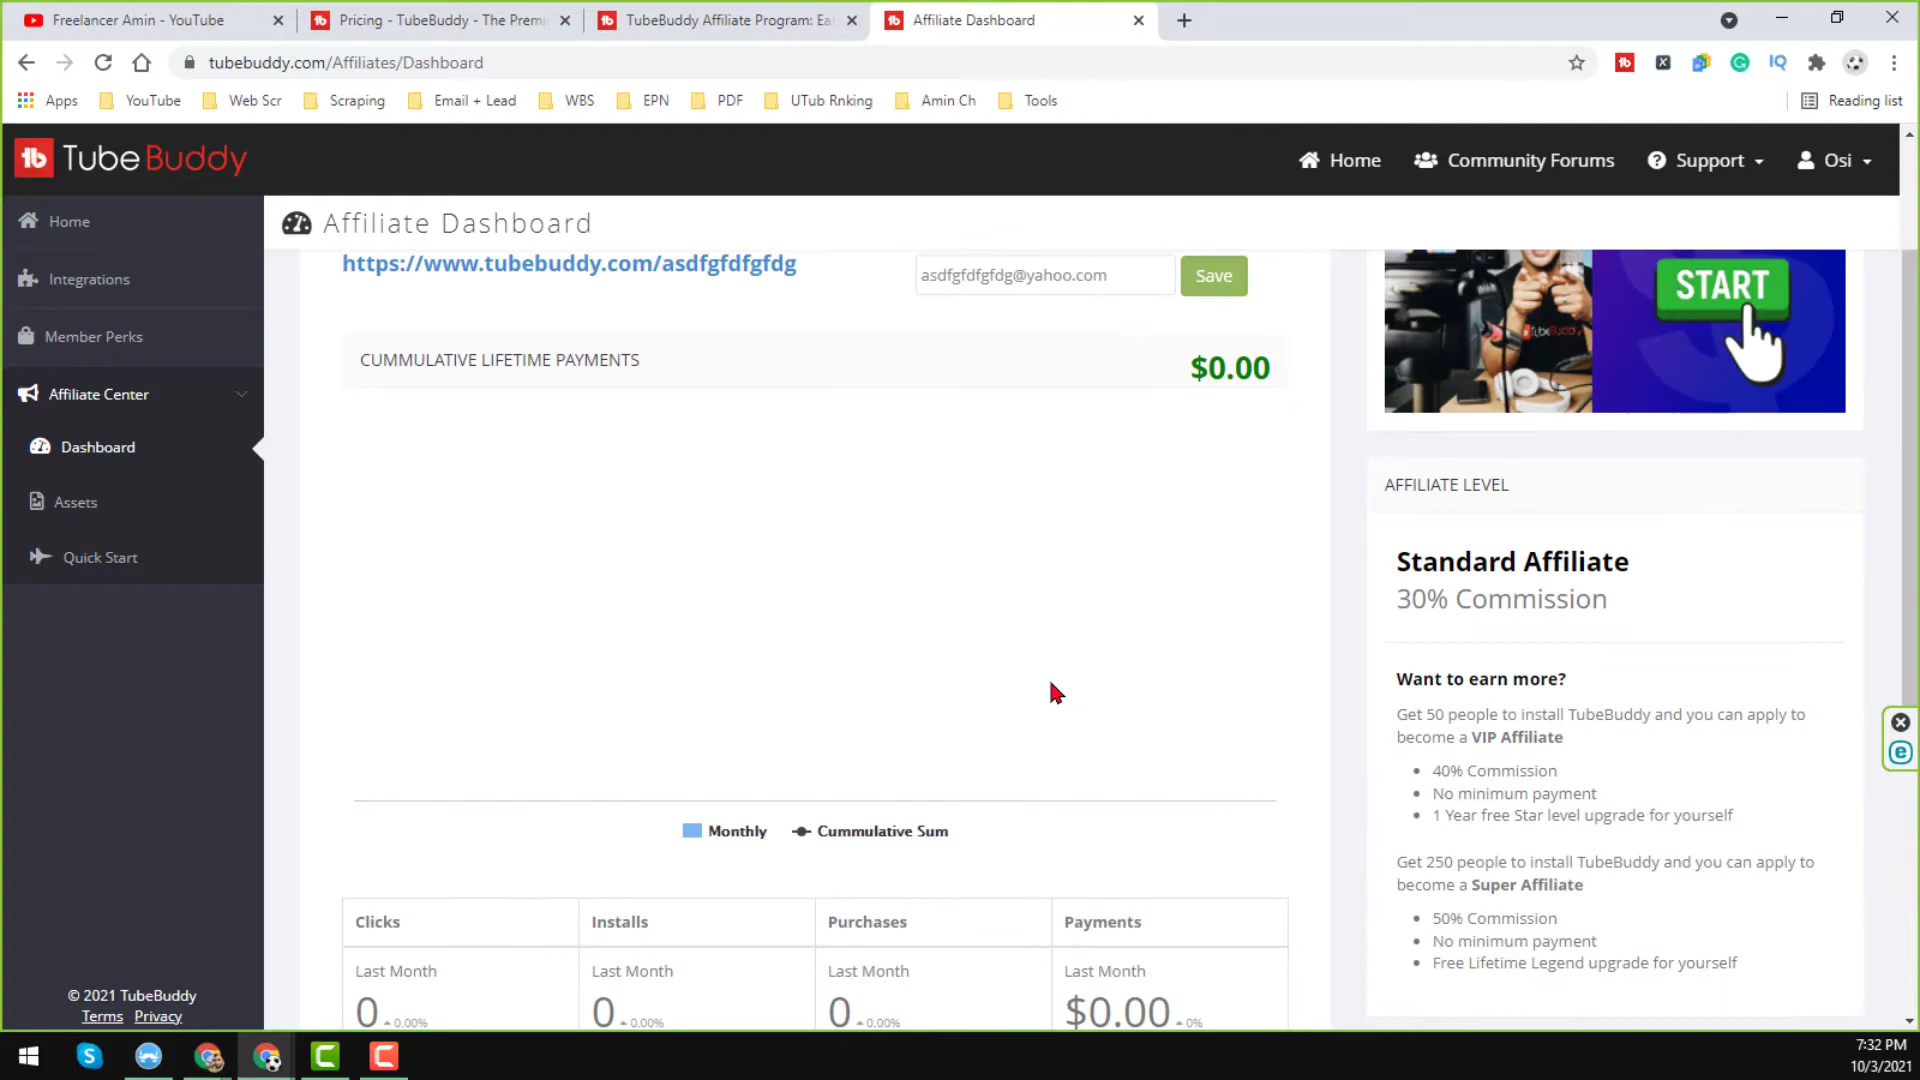 Freelancer Amin - YouTube
Pricing - TubeBuddy - The Premi
TubeBuddy Affiliate Program: Ea
Affiliate Dashboard
tubebuddy.com/Affiliates/Dashboard
Apps
YouTube
Web Scr
Scraping
Email + Lead
WBS
EPN
PDF
UTub Rnking
Amin Ch
Tools
Reading list
TubeBuddy
Home
Community Forums
Support
Osi
Home
Integrations
Member Perks
Affiliate Center
Dashboard
Assets
Quick Start
© 2021 TubeBuddy
Terms Privacy
Affiliate Dashboard
https://www.tubebuddy.com/asdfgfdfgfdg
asdfgfdfgfdg@yahoo.com
Save
CUMMULATIVE LIFETIME PAYMENTS
$0.00
Monthly
Cummulative Sum
Clicks Installs Purchases Payments
Last Month Last Month Last Month Last Month
0 0.00% 0 0.00% 0 0.00% $0.00 0%
START
AFFILIATE LEVEL
Standard Affiliate
30% Commission
Want to earn more?
Get 50 people to install TubeBuddy and you can apply to
become a VIP Affiliate
40% Commission
No minimum payment
1 Year free Star level upgrade for yourself
Get 250 people to install TubeBuddy and you can apply to
become a Super Affiliate
50% Commission
No minimum payment
Free Lifetime Legend upgrade for yourself
7:32 PM
10/3/2021